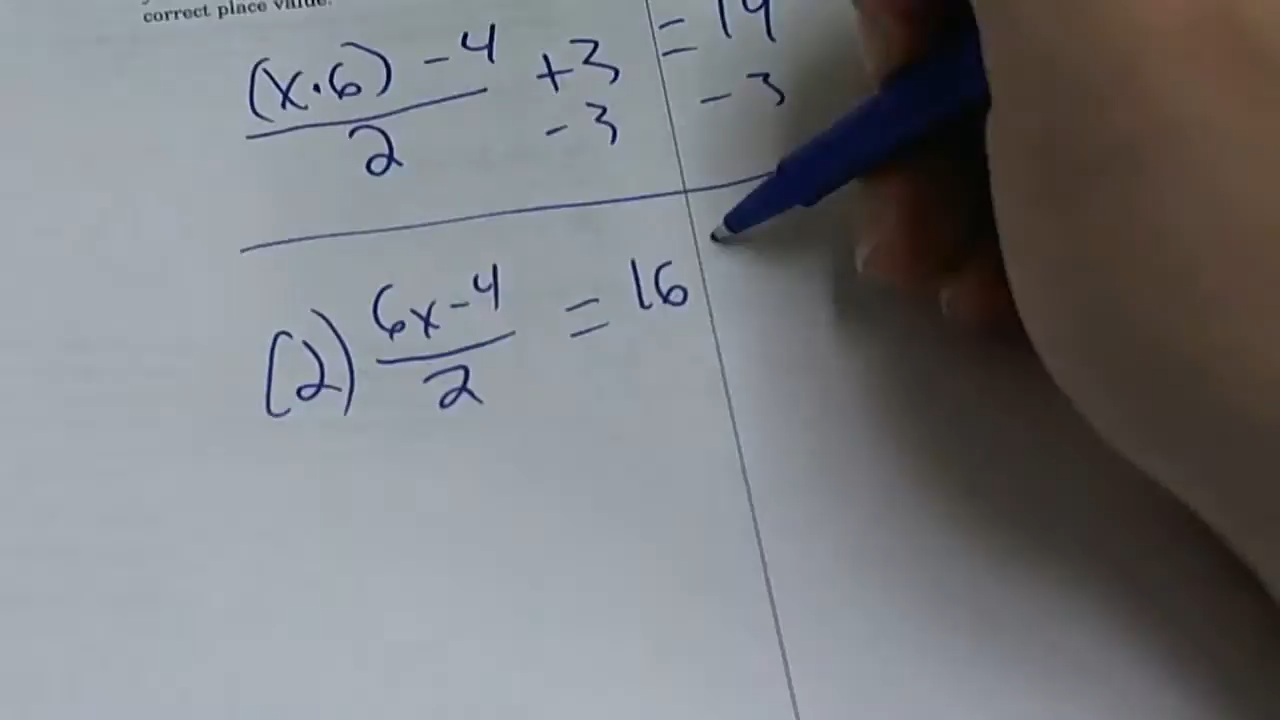 correct place value.
(x·6) - 4 + 3 = 19
2 - 3 - 3
(2) 6x - 4 = 16
2